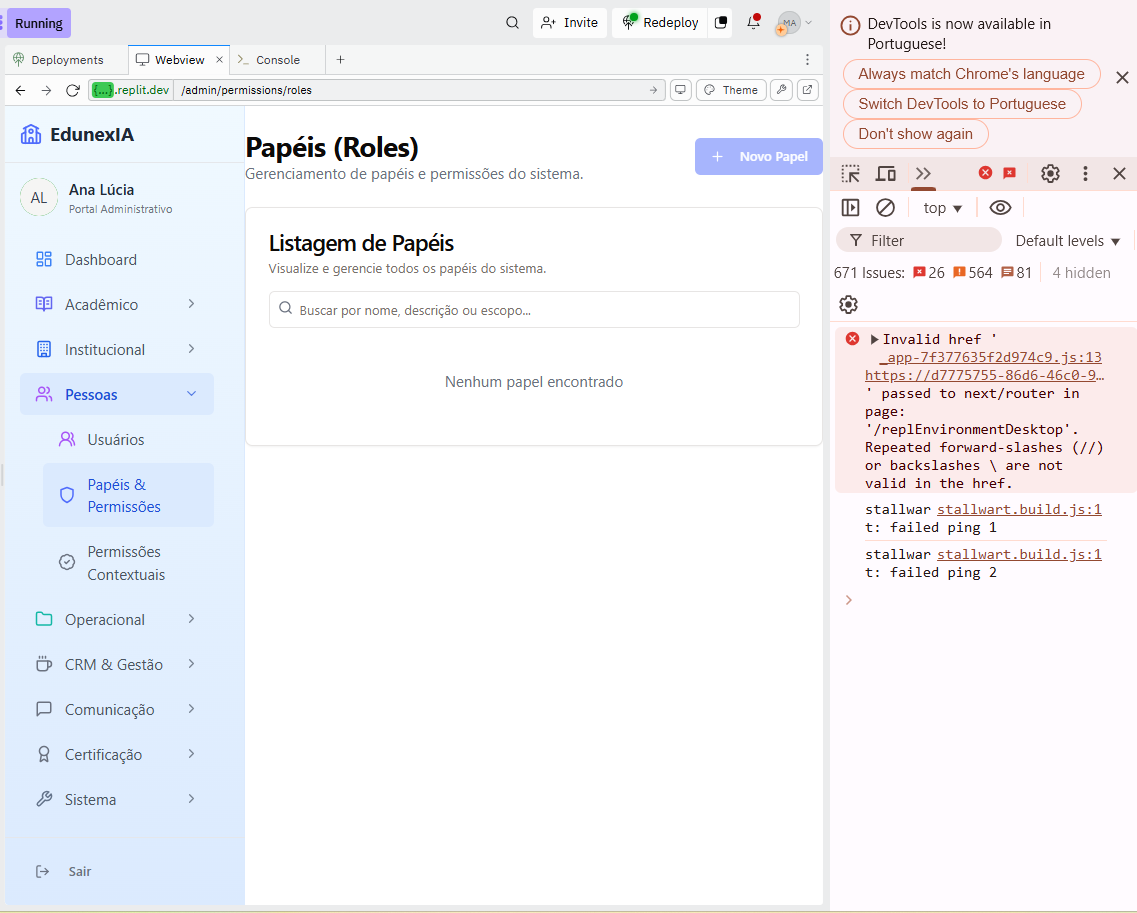 Running
Invite
Redeploy
MA
Deployments
Webview
Console
{...}.replit.dev
/admin/permissions/roles
Theme
EdunexIA
AL
Ana Lúcia
Portal Administrativo
Dashboard
Acadêmico
Institucional
Pessoas
Usuários
Papéis &
Permissões
Permissões
Contextuais
Operacional
CRM & Gestão
Comunicação
Certificação
Sistema
Sair
Papéis (Roles)
Gerenciamento de papéis e permissões do sistema.
+ Novo Papel
Listagem de Papéis
Visualize e gerencie todos os papéis do sistema.
Buscar por nome, descrição ou escopo...
Nenhum papel encontrado
DevTools is now available in
Portuguese!
Always match Chrome's language
Switch DevTools to Portuguese
Don't show again
top
Filter
Default levels
671 Issues: 26 564 81 4 hidden
Invalid href '
_app-7f377635f2d974c9.js:13
https://d7775755-86d6-46c0-9…
' passed to next/router in
page:
'/replEnvironmentDesktop'.
Repeated forward-slashes (//)
or backslashes \ are not
valid in the href.
stallwar stallwart.build.js:1
t: failed ping 1
stallwar stallwart.build.js:1
t: failed ping 2